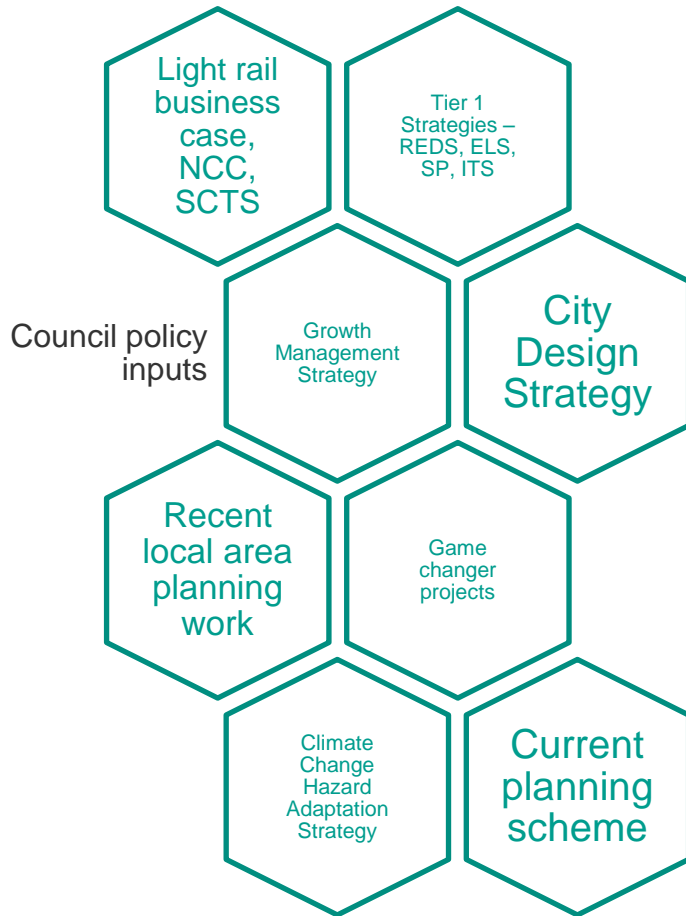 Light rail
business
case,
NCC,
SCTS
Tier 1
Strategies –
REDS, ELS,
SP, ITS
Council policy
inputs
Growth
Management
Strategy
City
Design
Strategy
Recent
local area
planning
work
Game
changer
projects
Climate
Change
Hazard
Adaptation
Strategy
Current
planning
scheme